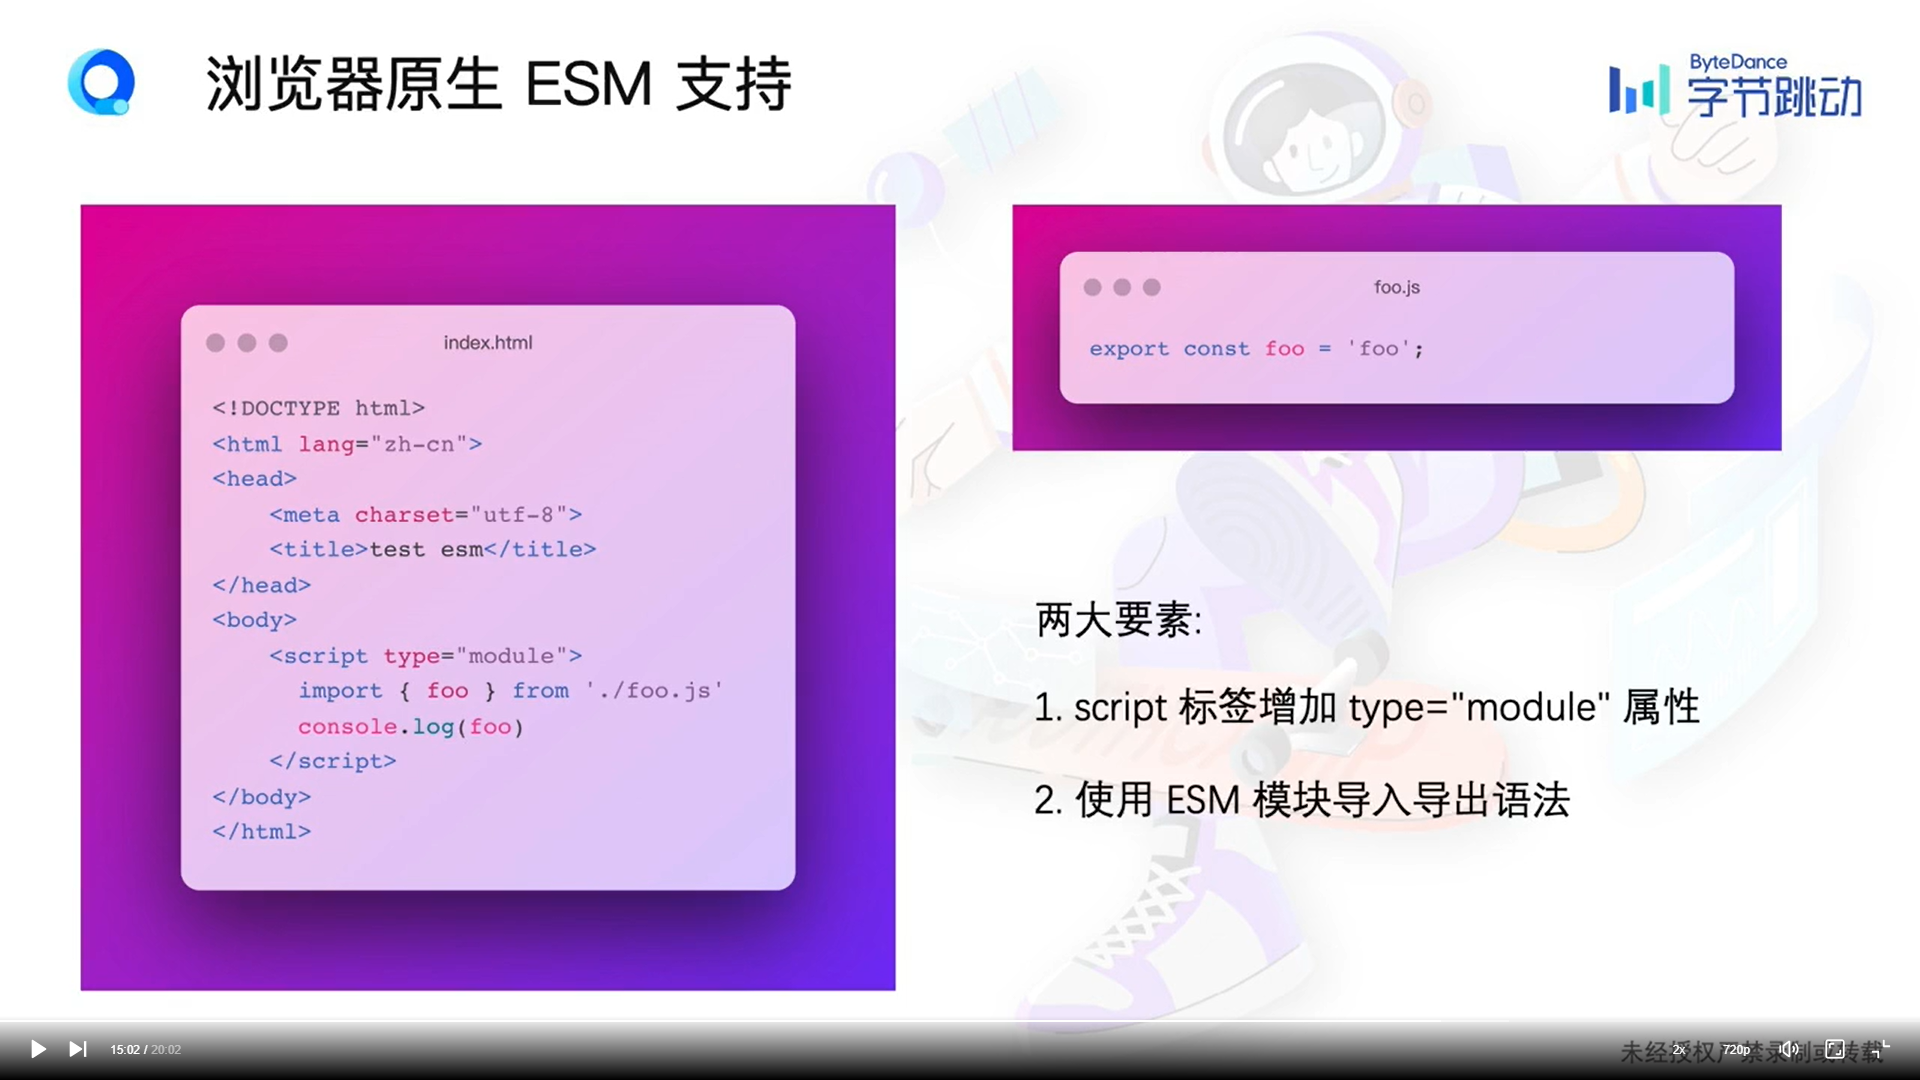 浏览器原生 ESM 支持
ByteDance
字节跳动
index.html
<!DOCTYPE html>
<html lang="zh-cn">
<head>
    <meta charset="utf-8">
    <title>test esm</title>
</head>
<body>
    <script type="module">
      import { foo } from './foo.js'
      console.log(foo)
    </script>
</body>
</html>
foo.js
export const foo = 'foo';
两大要素:
1. script 标签增加 type="module" 属性
2. 使用 ESM 模块导入导出语法
15:02 / 20:02
2x
720p
未经授权严禁录制或转载